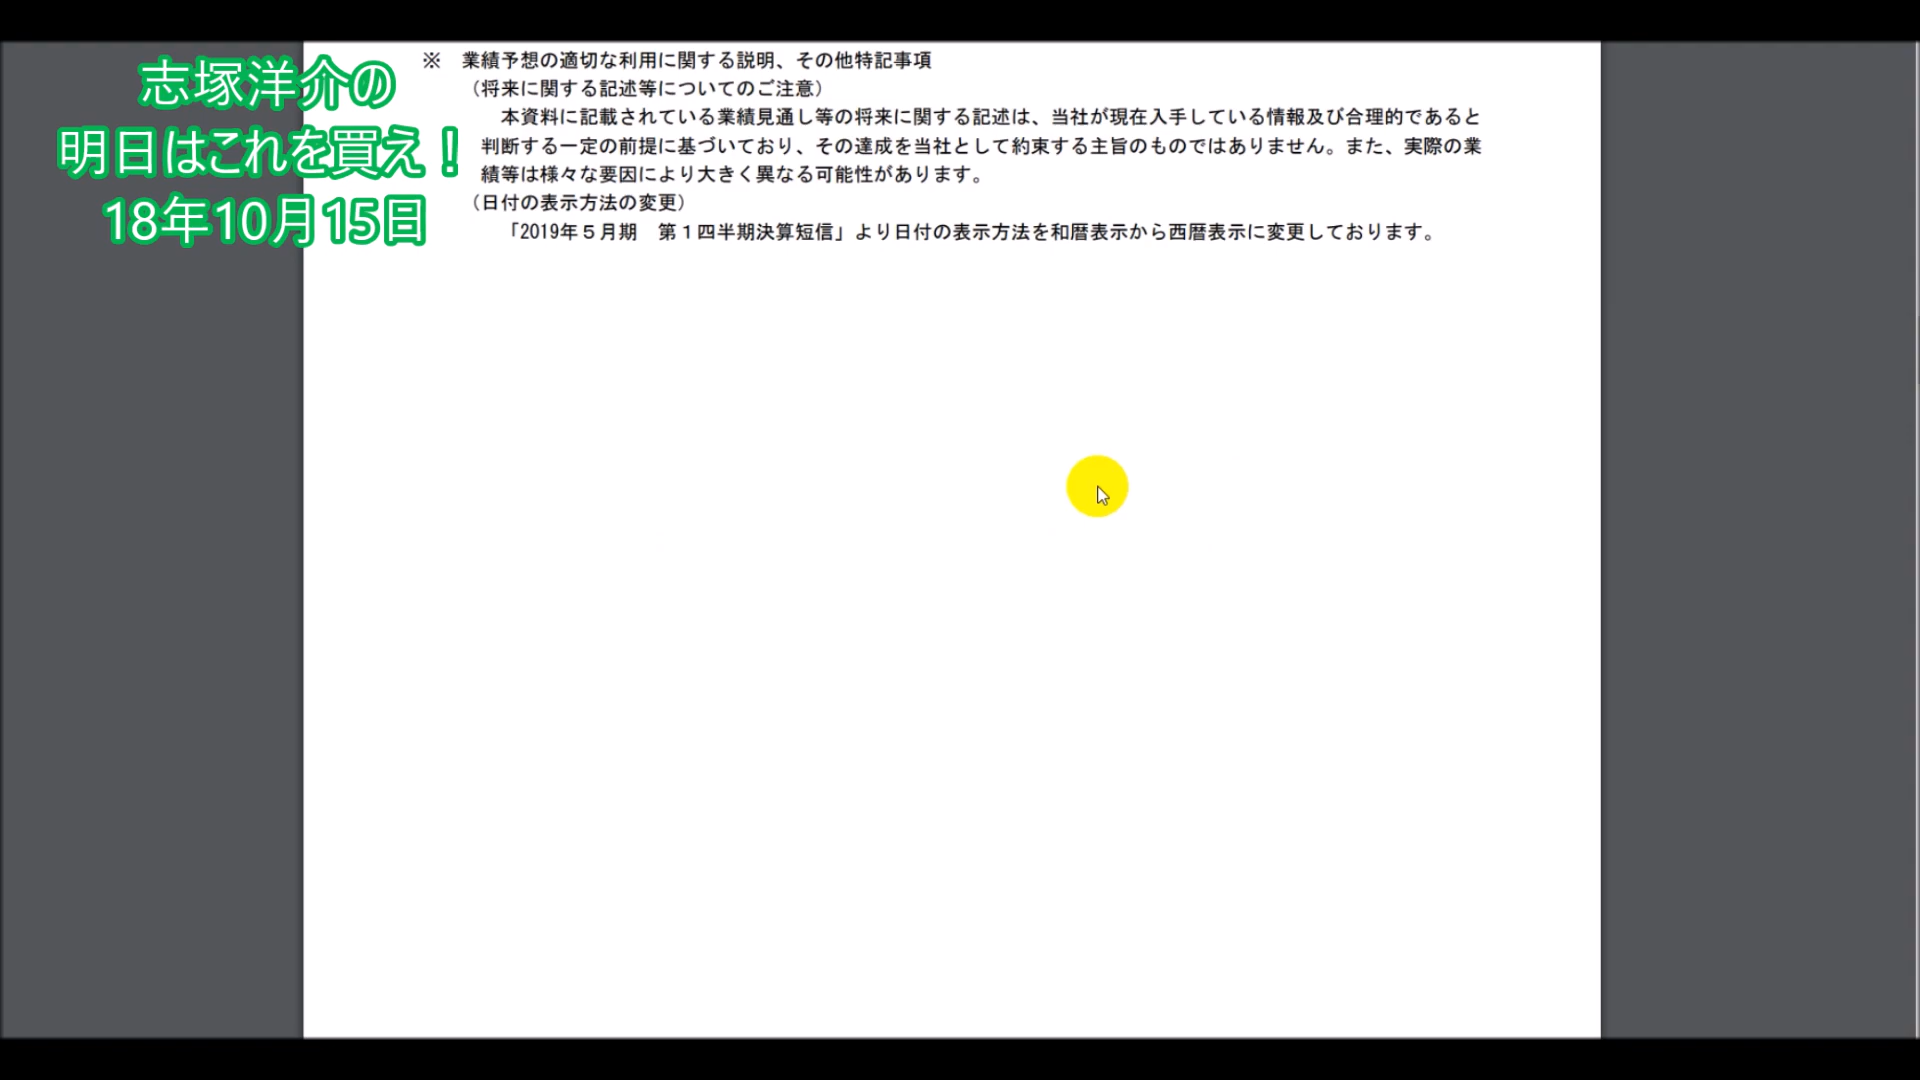 志塚洋介の
明日はこれを買え！
18年10月15日
※　業績予想の適切な利用に関する説明、その他特記事項
（将来に関する記述等についてのご注意）
本資料に記載されている業績見通し等の将来に関する記述は、当社が現在入手している情報及び合理的であると
判断する一定の前提に基づいており、その達成を当社として約束する主旨のものではありません。また、実際の業
績等は様々な要因により大きく異なる可能性があります。
（日付の表示方法の変更）
「2019年５月期　第１四半期決算短信」より日付の表示方法を和暦表示から西暦表示に変更しております。